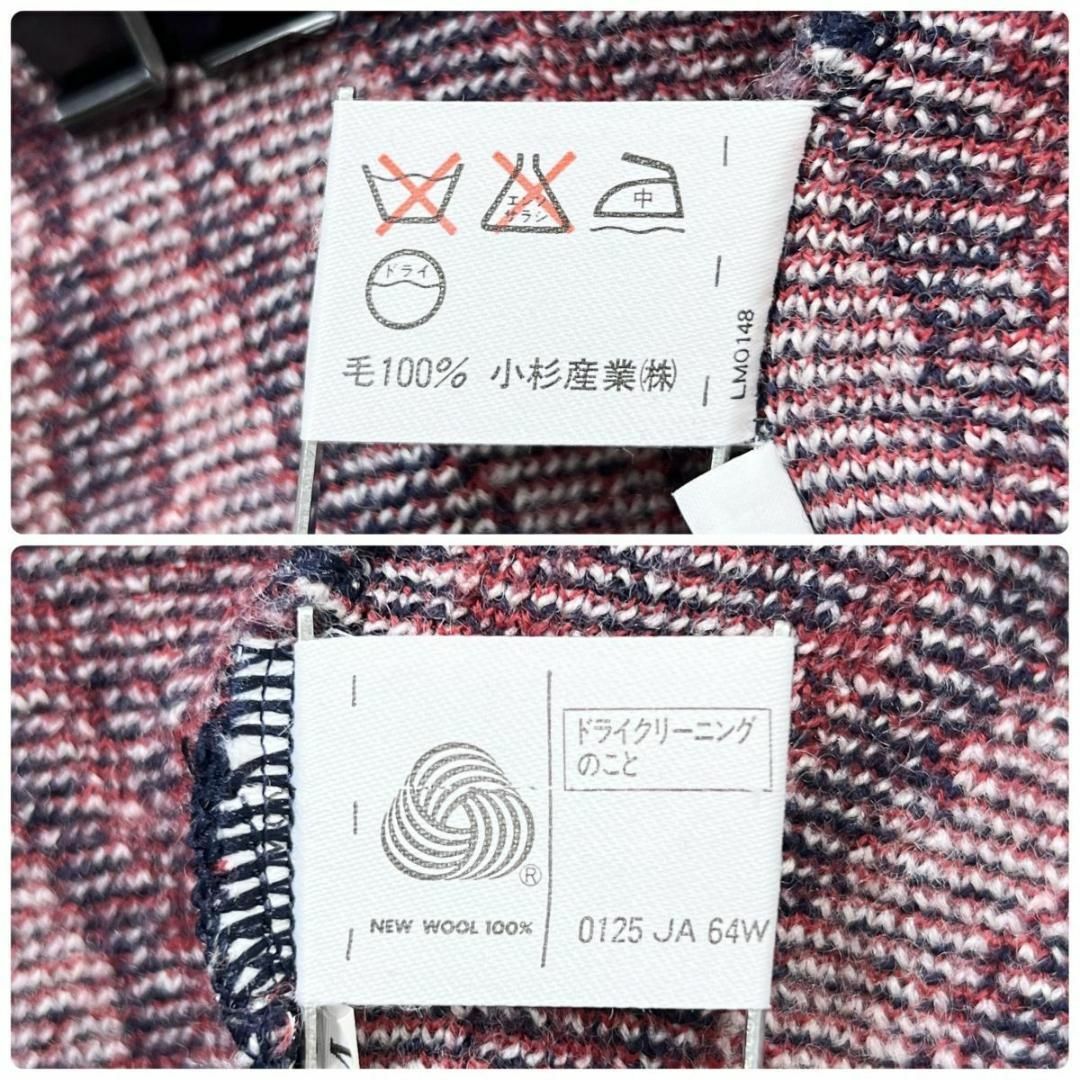 エンソ
サラシ
中
ドライ
毛100% 小杉産業㈱
LM0148
ドライクリーニング
のこと
®
NEW WOOL 100%
0125 JA 64W